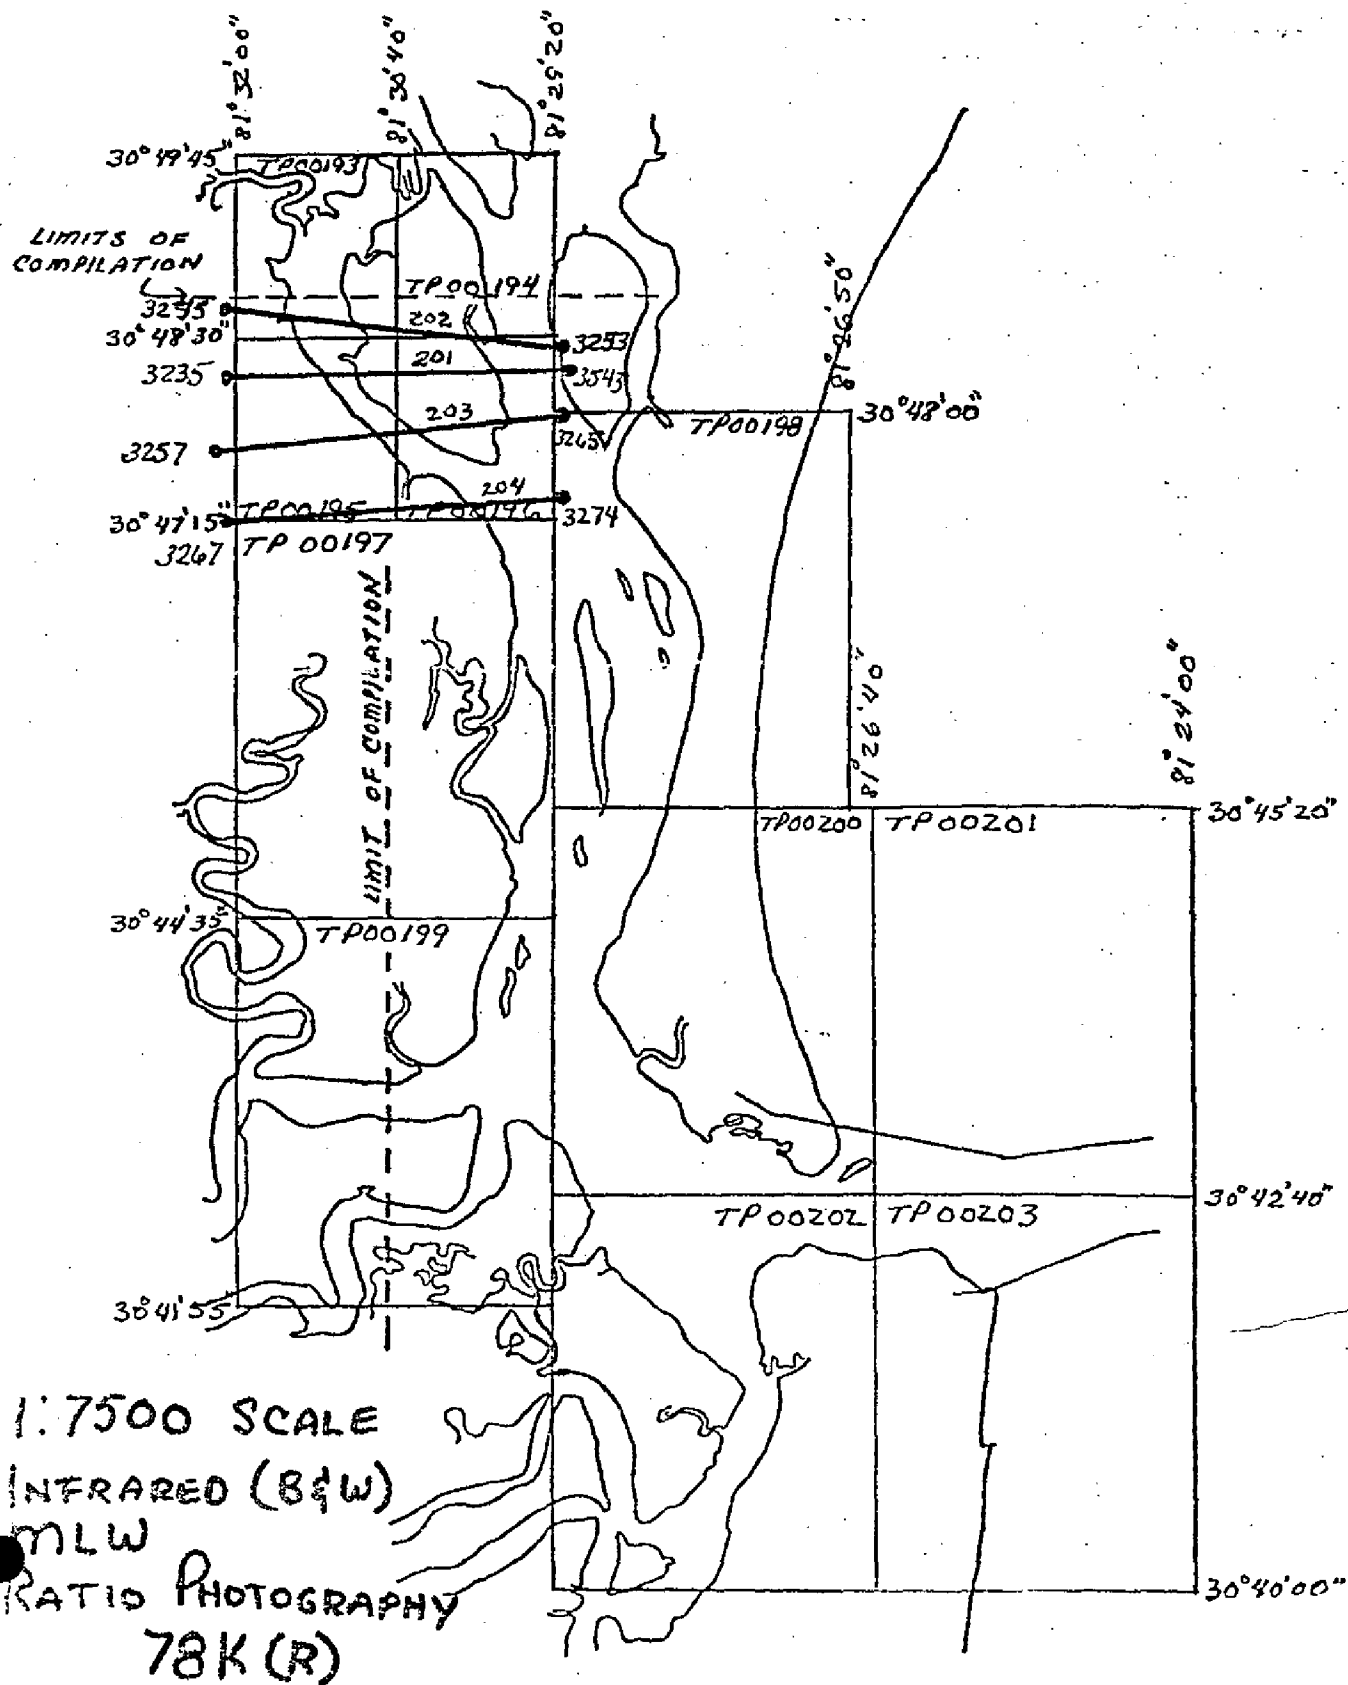 81°32'00"
81°30'40"
81°29'20"
30°49'45"
TP00193
LIMITS OF
COMPILATION
TP00194
81°26'50"
202
30°48'30"
3253
201
3235
3543
203
TP00198
30°48'00"
3265
3257
204
TP00195
TP00196
30°47'15"
3274
3267
TP 00197
LIMIT OF COMPILATION
81°26'40"
81°24'00"
TP00200
TP00201
30°45'20"
30°44'35"
TP00199
30°42'40"
TP00202
TP00203
30°41'55"
1:7500 SCALE
INFRARED (B&W)
MLW
RATIO PHOTOGRAPHY
30°40'00"
78K (R)